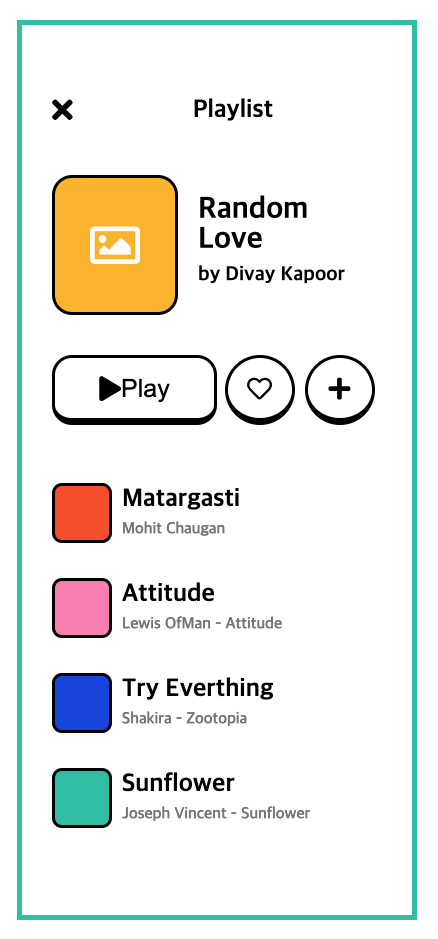 Playlist
Random
Love
by Divay Kapoor
Play
Matargasti
Mohit Chaugan
Attitude
Lewis OfMan - Attitude
Try Everthing
Shakira - Zootopia
Sunflower
Joseph Vincent - Sunflower